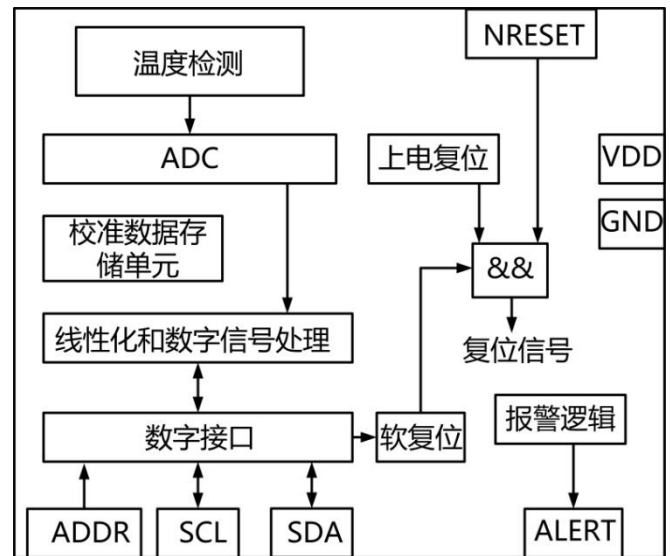 NRESET
温度检测
ADC
上电复位
VDD
GND
校准数据存
储单元
&&
线性化和数字信号处理
复位信号
数字接口
软复位
报警逻辑
ADDR
SCL
SDA
ALERT